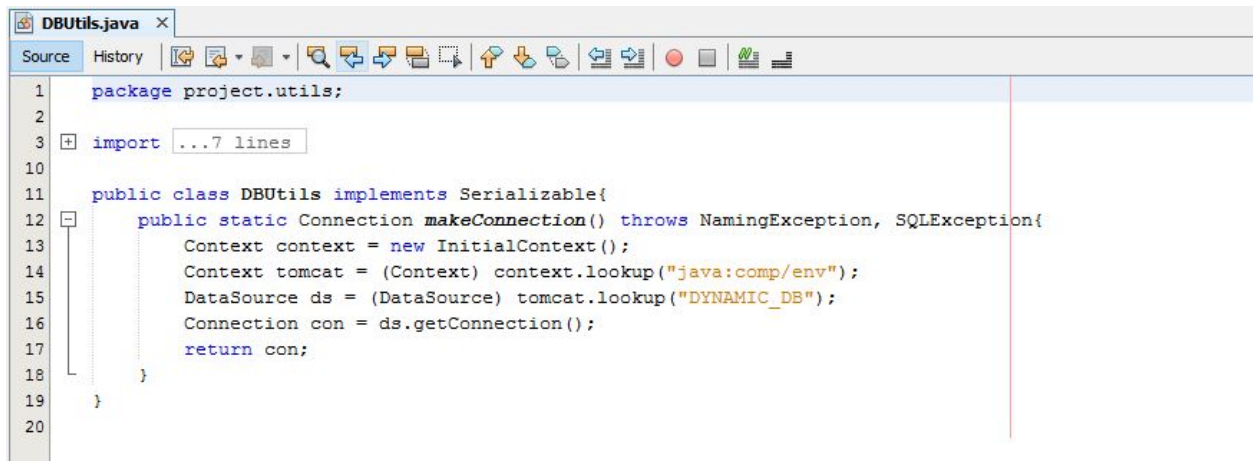 DBUtils.java
Source History
1 package project.utils;
2
3 import ...7 lines
10
11 public class DBUtils implements Serializable{
12     public static Connection makeConnection() throws NamingException, SQLException{
13         Context context = new InitialContext();
14         Context tomcat = (Context) context.lookup("java:comp/env");
15         DataSource ds = (DataSource) tomcat.lookup("DYNAMIC_DB");
16         Connection con = ds.getConnection();
17         return con;
18     }
19 }
20